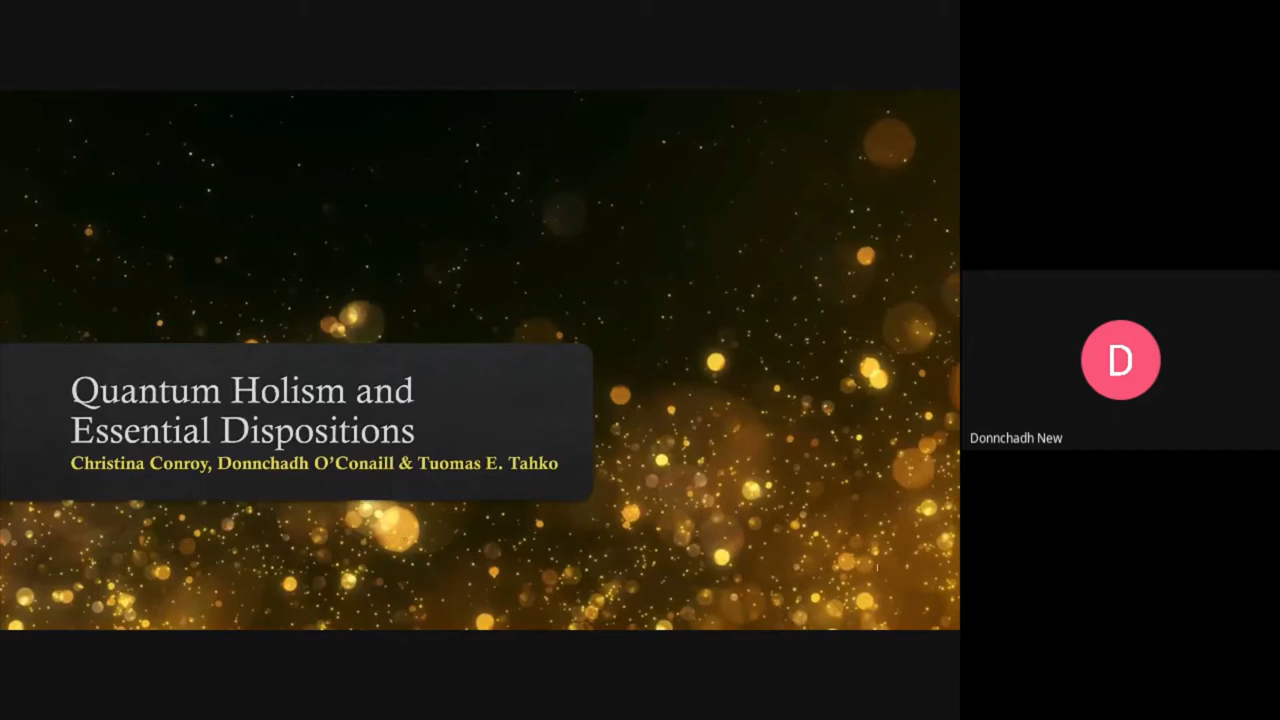 Quantum Holism and
Essential Dispositions
Christina Conroy, Donnchadh O’Conaill & Tuomas E. Tahko
D
Donnchadh New